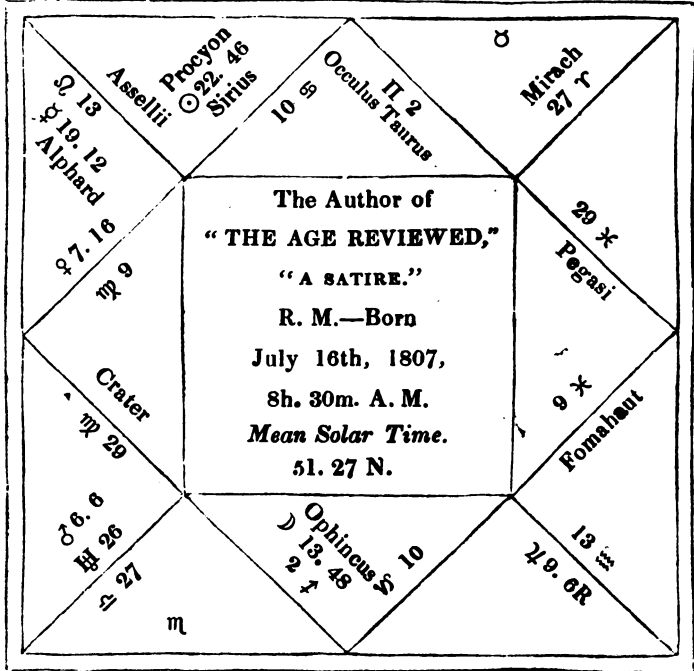 ♉
Mirach
27 ♈
Occulus Taurus
♊ 2
10 ♋
Procyon
☉ 22. 46
Sirius
Assellii
♌ 13
☿ 19. 12
Alphard
♀ 7. 16
♍ 9
29 ♓
Pegasi
The Author of
“ THE AGE REVIEWED,”
“A SATIRE.”
R. M.—Born
July 16th, 1807,
8h. 30m. A. M.
Mean Solar Time.
51. 27 N.
Crater
♍ 29
♂ 6. 6
♅ 26
♎ 27
♏
Ophincus
☽ 13. 48
2 ♐
♑ 10
9 ♓
Fomahaut
13 ♒
♃ 9. 6R